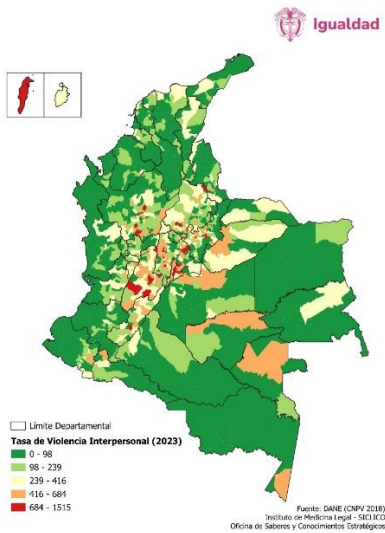 Igualdad
Límite Departamental
Tasa de Violencia Interpersonal (2023)
0 - 98
98 - 239
239 - 416
416 - 684
684 - 1515
Fuente: DANE (CNPV 2018)
Instituto de Medicina Legal - SICLICO
Oficina de Saberes y Conocimientos Estratégicos